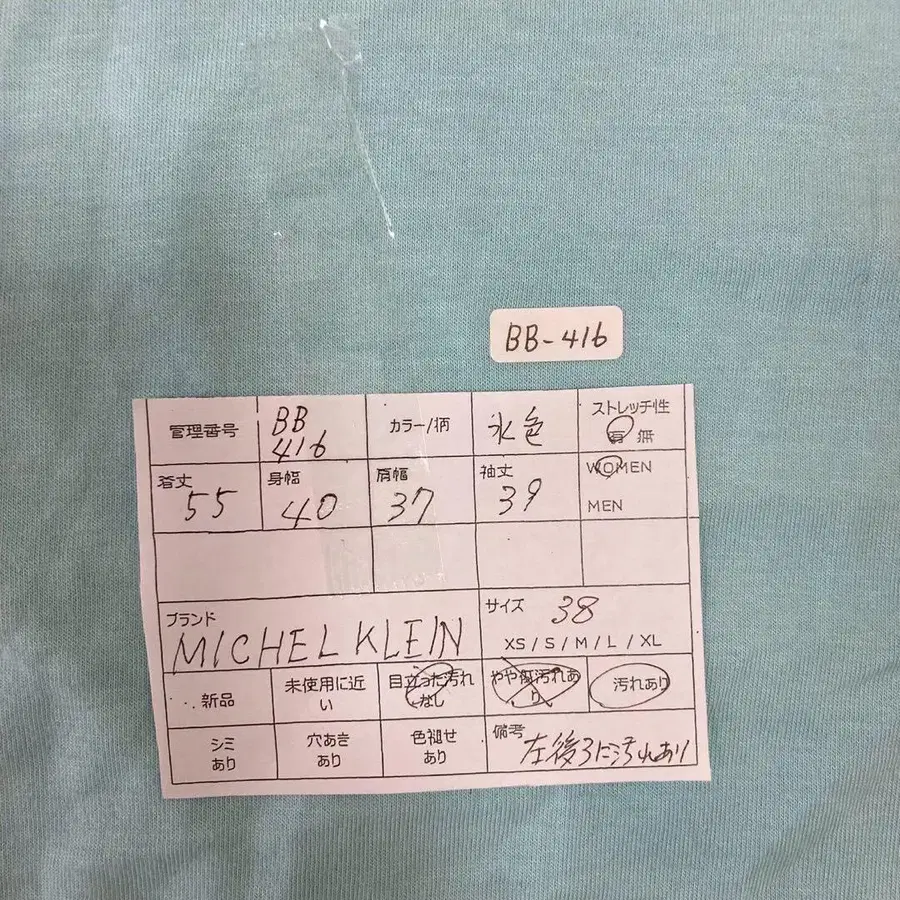 BB-416
管理番号
BB
416
カラー/柄
氷色
ストレッチ性
有 無
着丈
55
身幅
40
肩幅
37
袖丈
39
WOMEN
MEN
ブランド
MICHEL KLEIN
サイズ
38
XS/S/M/L/XL
新品
未使用に近
い
目立った汚れ
なし
やや傷汚れあ
り
汚れあり
シミ
あり
穴あき
あり
色褪せ
あり
備考
左後ろに汚れあり